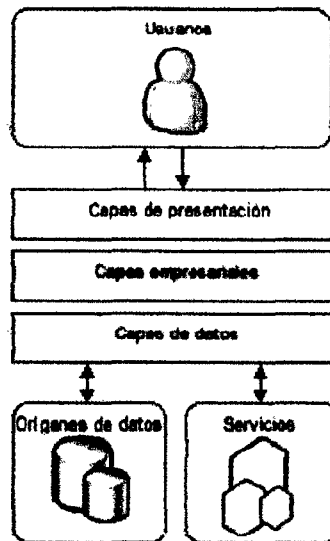 Usuarios
Capas de presentación
Capas empresariales
Capas de datos
Orígenes de datos
Servicios